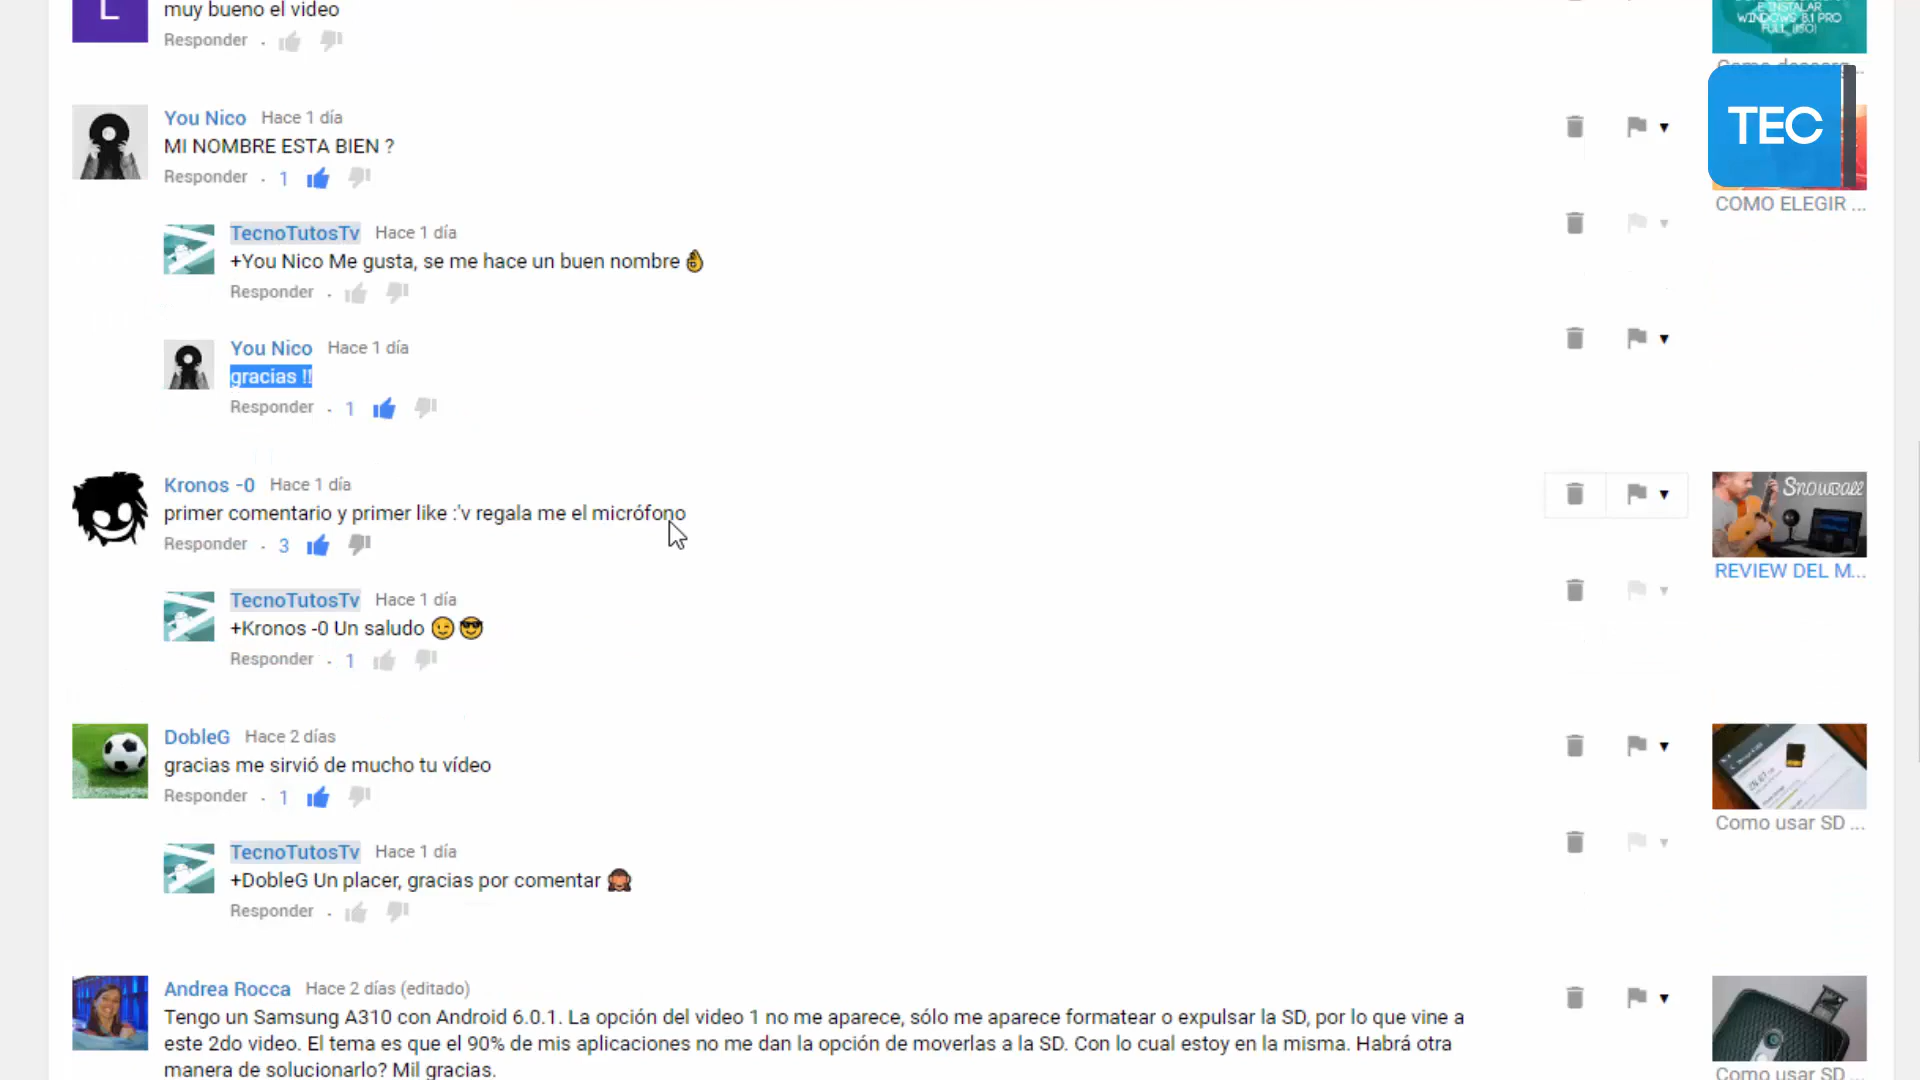 L
muy bueno el video
Responder .
E INSTALAR
WINDOWS 8.1 PRO
FULL (ISO)
TEC
You Nico Hace 1 día
MI NOMBRE ESTA BIEN ?
Responder . 1
COMO ELEGIR ...
TecnoTutosTv Hace 1 día
+You Nico Me gusta, se me hace un buen nombre 👌
Responder .
You Nico Hace 1 día
gracias !!
Responder . 1
Kronos -0 Hace 1 día
primer comentario y primer like :'v regala me el micrófono
Responder . 3
Snowball
REVIEW DEL M...
TecnoTutosTv Hace 1 día
+Kronos -0 Un saludo 😉 😎
Responder . 1
DobleG Hace 2 días
gracias me sirvió de mucho tu vídeo
Responder . 1
Como usar SD ...
TecnoTutosTv Hace 1 día
+DobleG Un placer, gracias por comentar 🙉
Responder .
Andrea Rocca Hace 2 días (editado)
Tengo un Samsung A310 con Android 6.0.1. La opción del video 1 no me aparece, sólo me aparece formatear o expulsar la SD, por lo que vine a
este 2do video. El tema es que el 90% de mis aplicaciones no me dan la opción de moverlas a la SD. Con lo cual estoy en la misma. Habrá otra
manera de solucionarlo? Mil gracias.
Como usar SD ...